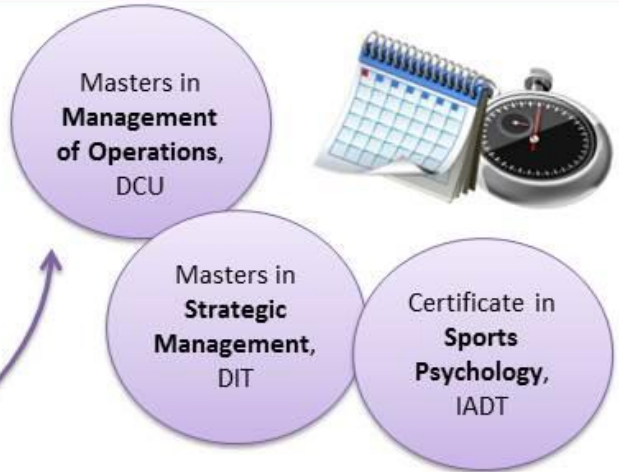 Masters in
Management
of Operations,
DCU
Masters in
Strategic
Management,
DIT
Certificate in
Sports
Psychology,
IADT